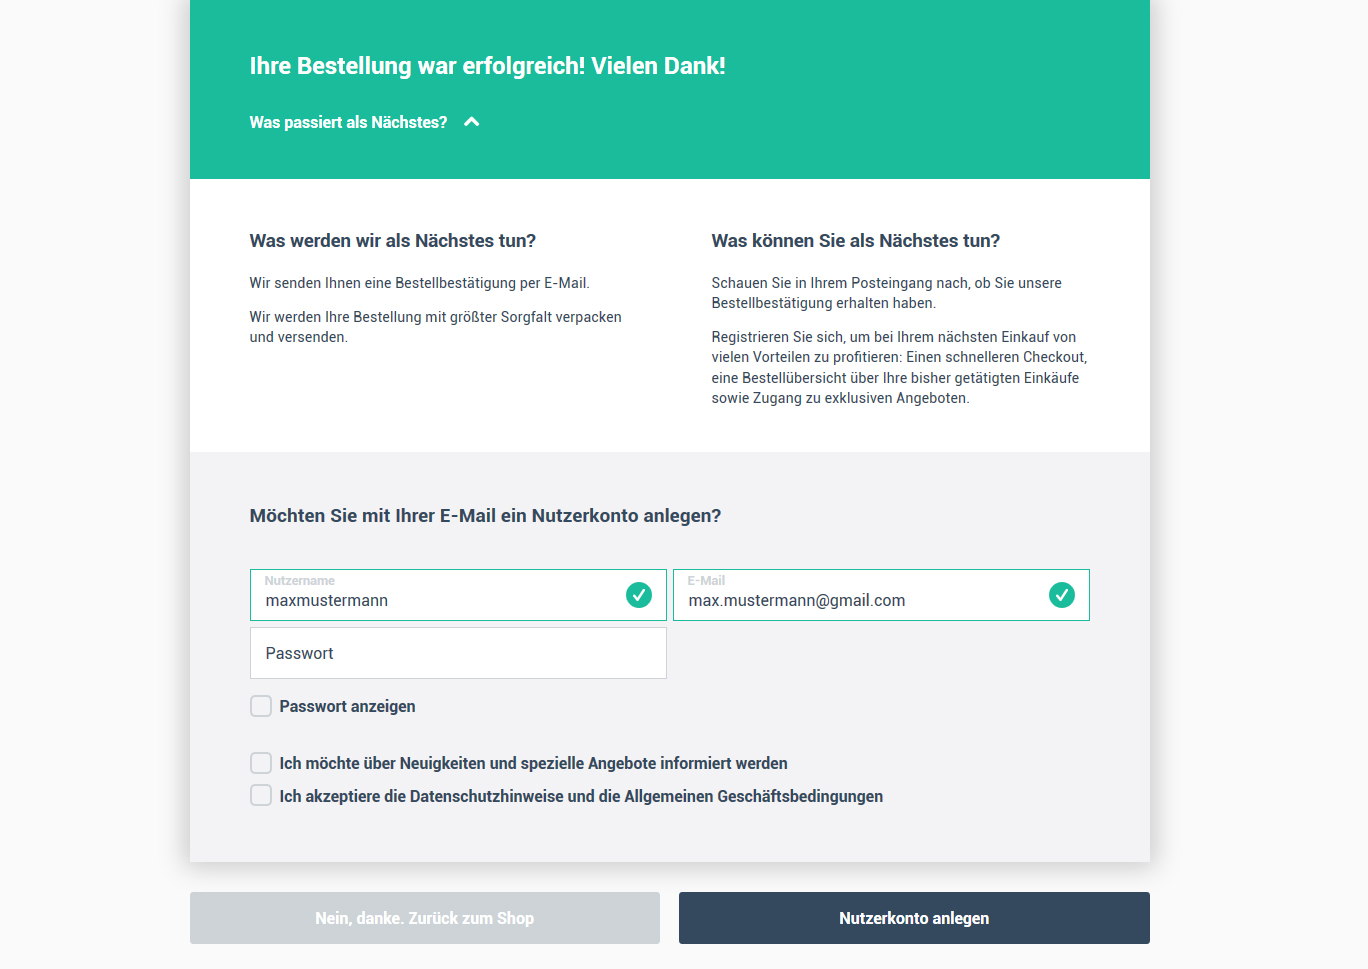 Ihre Bestellung war erfolgreich! Vielen Dank!
Was passiert als Nächstes?
Was werden wir als Nächstes tun?
Wir senden Ihnen eine Bestellbestätigung per E-Mail.
Wir werden Ihre Bestellung mit größter Sorgfalt verpacken
und versenden.
Was können Sie als Nächstes tun?
Schauen Sie in Ihrem Posteingang nach, ob Sie unsere
Bestellbestätigung erhalten haben.
Registrieren Sie sich, um bei Ihrem nächsten Einkauf von
vielen Vorteilen zu profitieren: Einen schnelleren Checkout,
eine Bestellübersicht über Ihre bisher getätigten Einkäufe
sowie Zugang zu exklusiven Angeboten.
Möchten Sie mit Ihrer E-Mail ein Nutzerkonto anlegen?
Nutzername
maxmustermann
E-Mail
max.mustermann@gmail.com
Passwort
Passwort anzeigen
Ich möchte über Neuigkeiten und spezielle Angebote informiert werden
Ich akzeptiere die Datenschutzhinweise und die Allgemeinen Geschäftsbedingungen
Nein, danke. Zurück zum Shop
Nutzerkonto anlegen